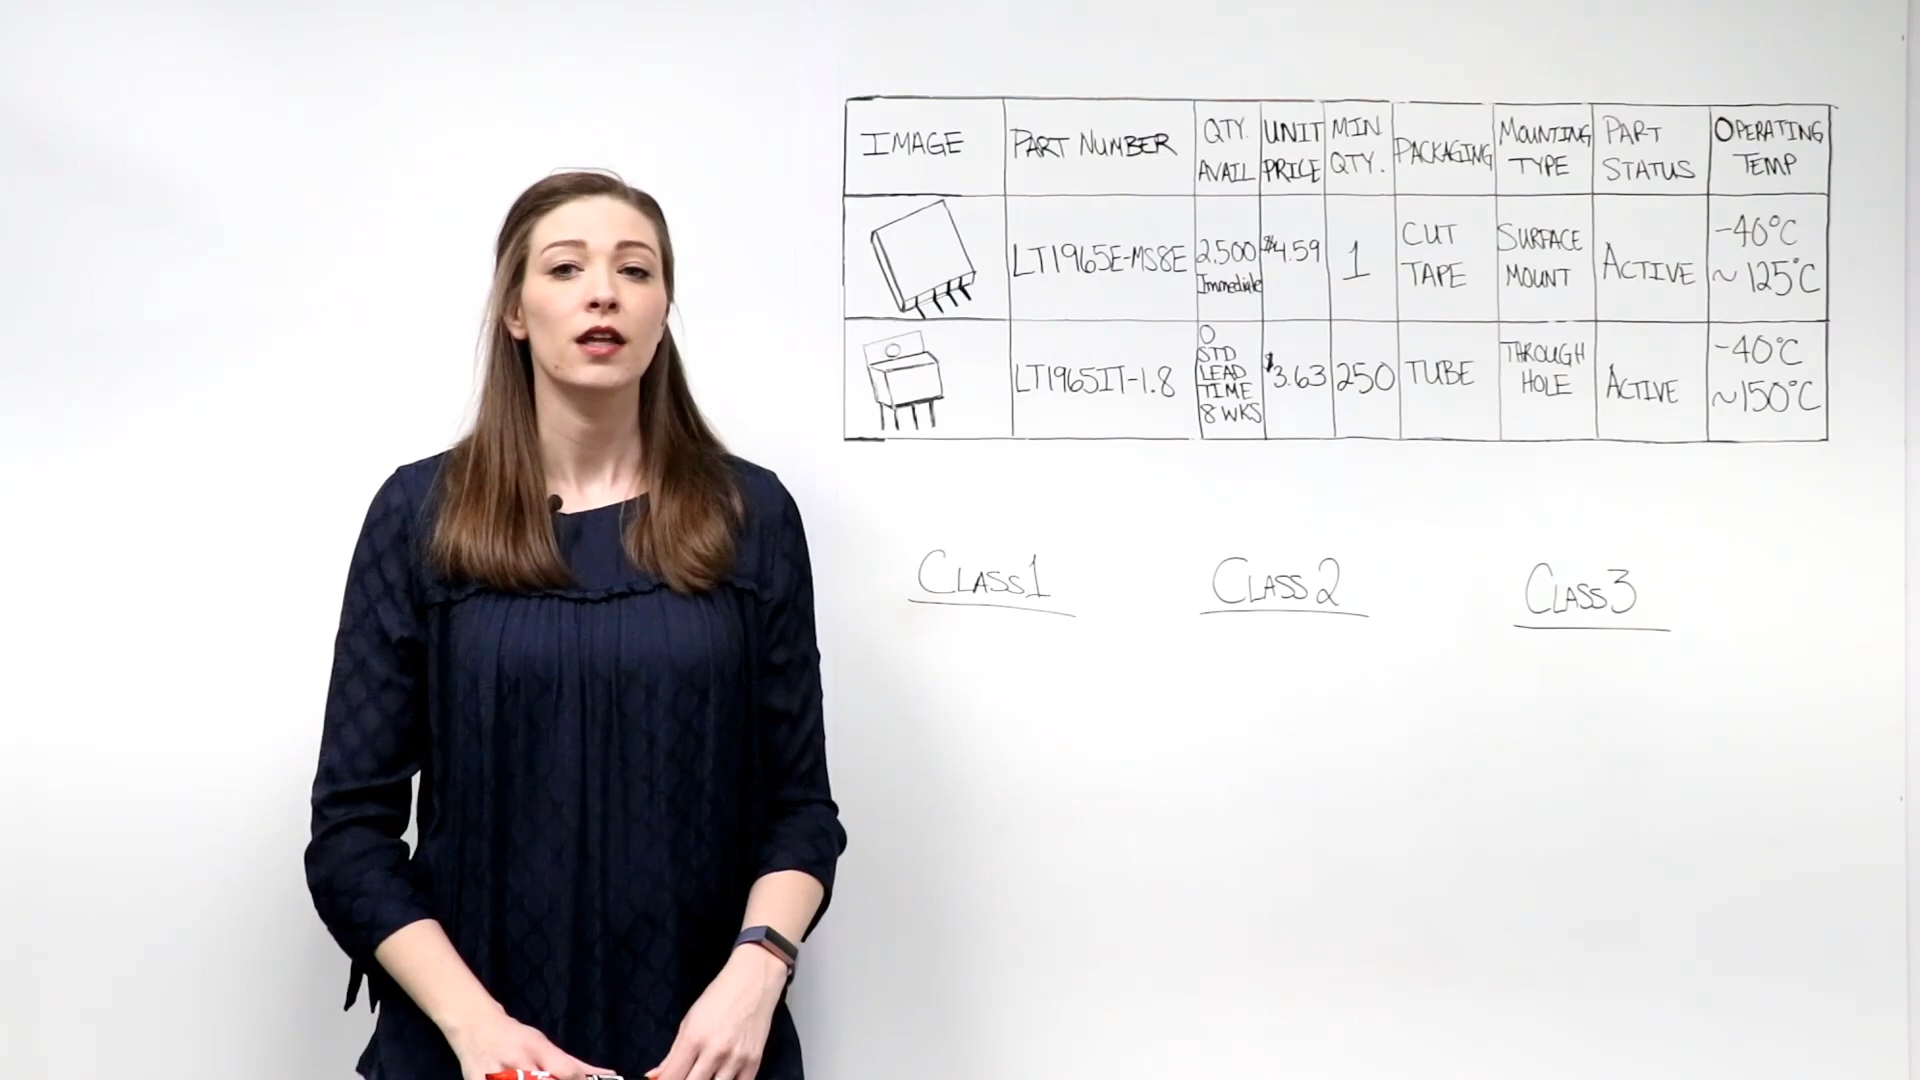 IMAGE
PART NUMBER
QTY.
AVAIL
UNIT
PRICE
MIN
QTY.
PACKAGING
MOUNTING
TYPE
PART
STATUS
OPERATING
TEMP
LT1965E-MS8E
2,500
Immediate
$4.59
1
CUT
TAPE
SURFACE
MOUNT
ACTIVE
-40°C
~125°C
LT1965IT-1.8
0
STD
LEAD
TIME
8 WKS
$3.63
250
TUBE
THROUGH
HOLE
ACTIVE
-40°C
~150°C
CLASS 1
CLASS 2
CLASS 3